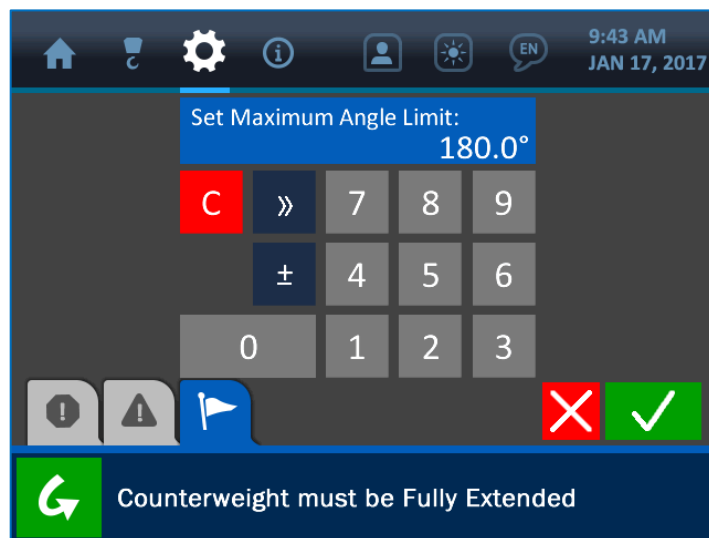 EN
9:43 AM
JAN 17, 2017
Set Maximum Angle Limit:
180.0°
C » 7 8 9
± 4 5 6
0 1 2 3
Counterweight must be Fully Extended